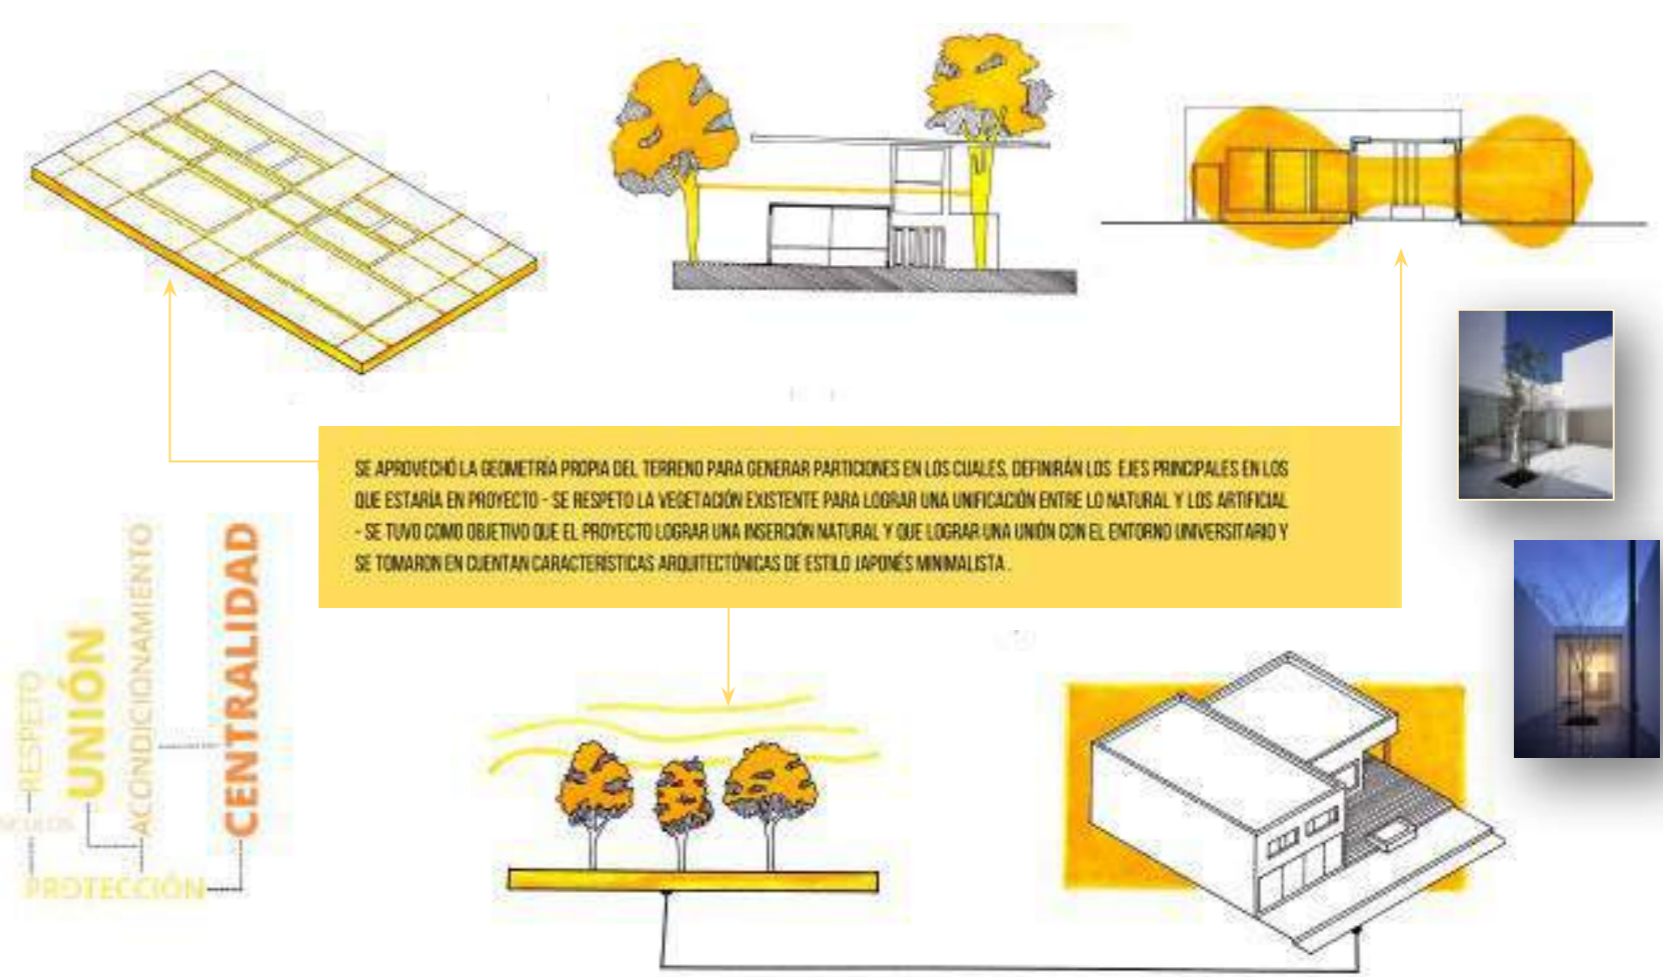 SE APROVECHÓ LA GEOMETRÍA PROPIA DEL TERRENO PARA GENERAR PARTICIONES EN LOS CUALES, DEFINIRÁN LOS EJES PRINCIPALES EN LOS
QUE ESTARÍA EN PROYECTO - SE RESPETO LA VEGETACIÓN EXISTENTE PARA LOGRAR UNA UNIFICACIÓN ENTRE LO NATURAL Y LOS ARTIFICIAL
- SE TUVO COMO OBJETIVO QUE EL PROYECTO LOGRAR UNA INSERCIÓN NATURAL Y QUE LOGRAR UNA UNIÓN CON EL ENTORNO UNIVERSITARIO Y
SE TOMARON EN CUENTAN CARACTERÍSTICAS ARQUITECTÓNICAS DE ESTILO JAPONÉS MINIMALISTA .
RESPETO
UNIÓN
ACONDICIONAMIENTO
CENTRALIDAD
PROTECCIÓN